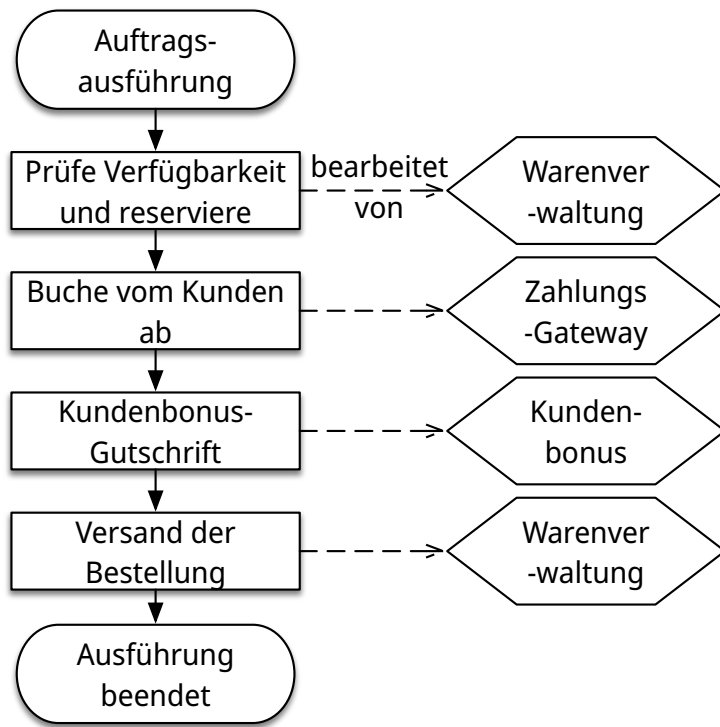 Auftrags-
ausführung
Prüfe Verfügbarkeit
und reserviere
bearbeitet
von
Warenver
-waltung
Buche vom Kunden
ab
Zahlungs
-Gateway
Kundenbonus-
Gutschrift
Kunden-
bonus
Versand der
Bestellung
Warenver
-waltung
Ausführung
beendet